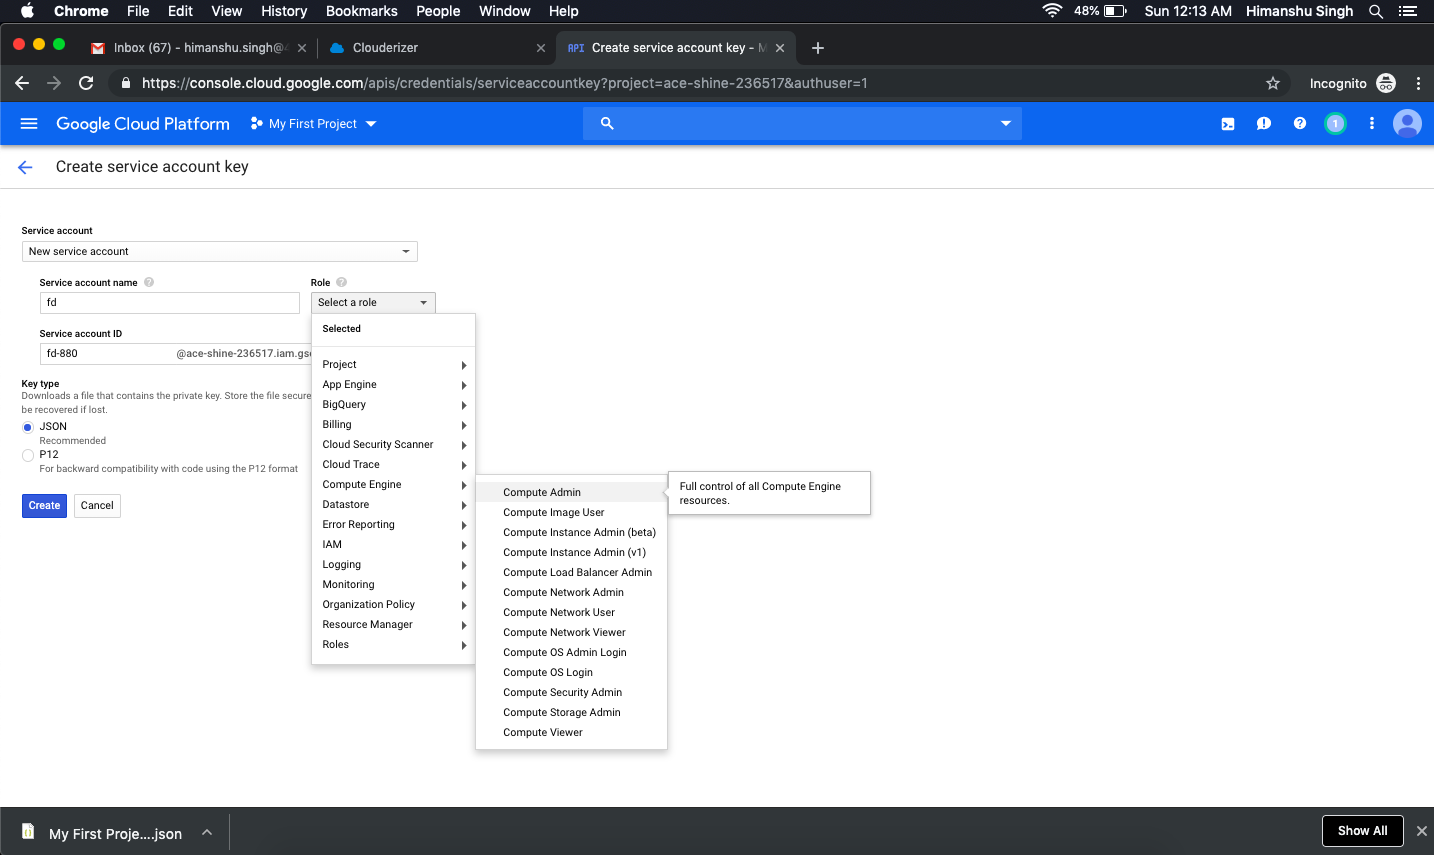 Chrome File Edit View History Bookmarks People Window Help 48% Sun 12:13 AM Himanshu Singh
Inbox (67) - himanshu.singh@4 Clouderizer API Create service account key - M
https://console.cloud.google.com/apis/credentials/serviceaccountkey?project=ace-shine-236517&authuser=1 Incognito
Google Cloud Platform My First Project 1
Create service account key
Service account
New service account
Service account name Role
fd Select a role
Selected
Service account ID
fd-880 @ace-shine-236517.iam.gse
Project
Key type
App Engine
Downloads a file that contains the private key. Store the file secure
BigQuery
be recovered if lost.
JSON
Billing
Recommended
Cloud Security Scanner
P12
Cloud Trace
For backward compatibility with code using the P12 format
Compute Engine
Full control of all Compute Engine
resources.
Compute Admin
Create Cancel
Datastore
Compute Image User
Error Reporting
Compute Instance Admin (beta)
IAM
Compute Instance Admin (v1)
Logging
Compute Load Balancer Admin
Monitoring
Compute Network Admin
Organization Policy
Compute Network User
Resource Manager
Compute Network Viewer
Roles
Compute OS Admin Login
Compute OS Login
Compute Security Admin
Compute Storage Admin
Compute Viewer
My First Proje....json Show All